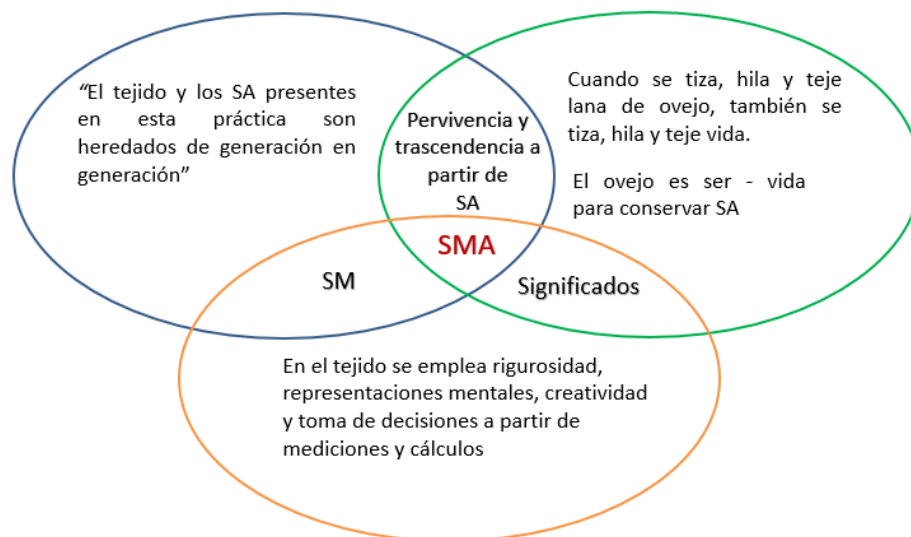 “El tejido y los SA presentes
en esta práctica son
heredados de generación en
generación”
Pervivencia y
trascendencia a
partir de
SA
Cuando se tiza, hila y teje
lana de ovejo, también se
tiza, hila y teje vida.
El ovejo es ser - vida
para conservar SA
SMA
SM
Significados
En el tejido se emplea rigurosidad,
representaciones mentales, creatividad
y toma de decisiones a partir de
mediciones y cálculos